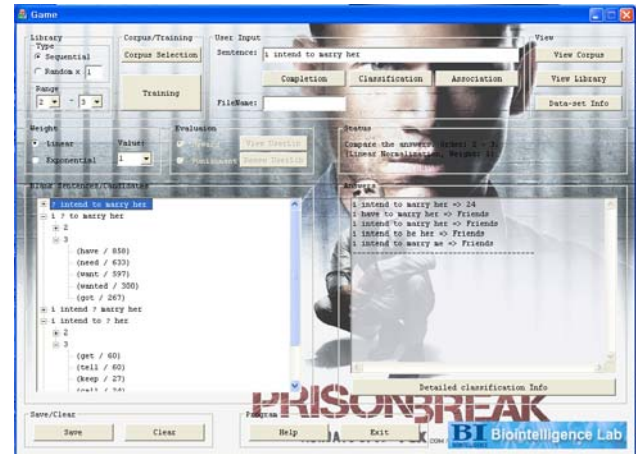 Game
Library
Type
Sequential
Random x 1
Range
2 - 3
Corpus/Training
Corpus Selection
Training
User Input
Sentence: i intend to marry her
Completion Classification Association
FileName:
View
View Corpus
View Library
Data-set Info
Weight
Linear
Exponential
Value:
1
Evaluation
View UserLib
Status
Compare the answers. Order: 2 - 3
(Linear Normalization, Weight: 1)
Blank Sentences/Candidates
? intend to marry her
i ? to marry her
2
3
(have / 858)
(need / 633)
(want / 597)
(wanted / 300)
(got / 267)
i intend ? marry her
i intend to ? her
2
3
(get / 60)
(tell / 60)
(keep / 27)
Answers
i intend to marry her => 24
i have to marry her => Friends
i intend to marry her => Friends
i intend to be her => Friends
i intend to marry me => Friends
Detailed classification Info
PRISON BREAK
Save/Clear
Save Clear
Program
Help Exit
BI Biointelligence Lab